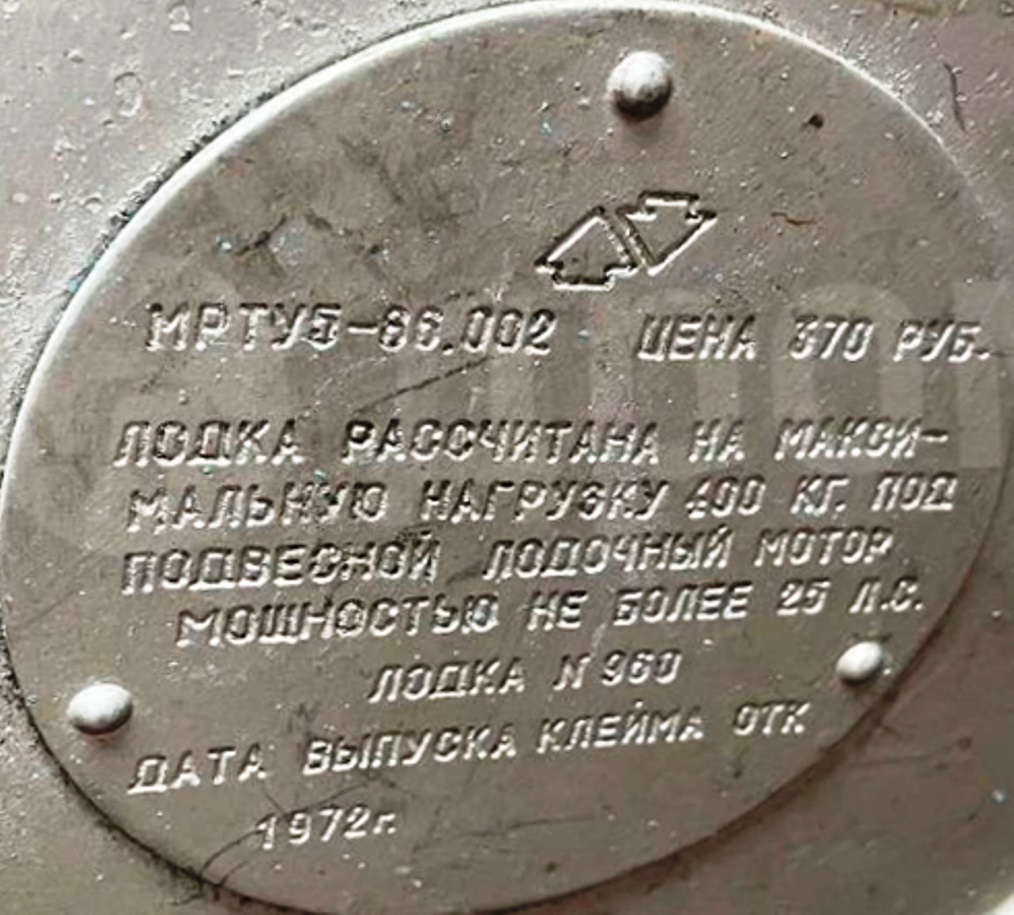 МРТУ5-86.002 ЦЕНА 370 РУБ.
ЛОДКА РАССЧИТАНА НА МАКСИ-
МАЛЬНУЮ НАГРУЗКУ 400 КГ. ПОД
ПОДВЕСНОЙ ЛОДОЧНЫЙ МОТОР
МОЩНОСТЬЮ НЕ БОЛЕЕ 25 Л.С.
ЛОДКА N 960
ДАТА ВЫПУСКА КЛЕЙМА ОТК
1972г.